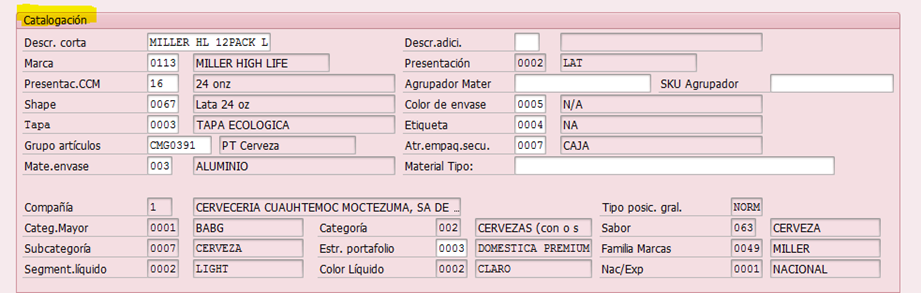 Catalogación
Descr. corta MILLER HL 12PACK L Descr.adici.
Marca 0113 MILLER HIGH LIFE Presentación 0002 LAT
Presentac.CCM 16 24 onz Agrupador Mater SKU Agrupador
Shape 0067 Lata 24 oz Color de envase 0005 N/A
Tapa 0003 TAPA ECOLOGICA Etiqueta 0004 NA
Grupo artículos CMG0391 PT Cerveza Atr.empaq.secu. 0007 CAJA
Mate.envase 003 ALUMINIO Material Tipo:
Compañía 1 CERVECERIA CUAUHTEMOC MOCTEZUMA, SA DE ... Tipo posic. gral. NORM
Categ.Mayor 0001 BABG Categoría 002 CERVEZAS (con o s Sabor 063 CERVEZA
Subcategoría 0007 CERVEZA Estr. portafolio 0003 DOMESTICA PREMIUM Familia Marcas 0049 MILLER
Segment.líquido 0002 LIGHT Color Líquido 0002 CLARO Nac/Exp 0001 NACIONAL